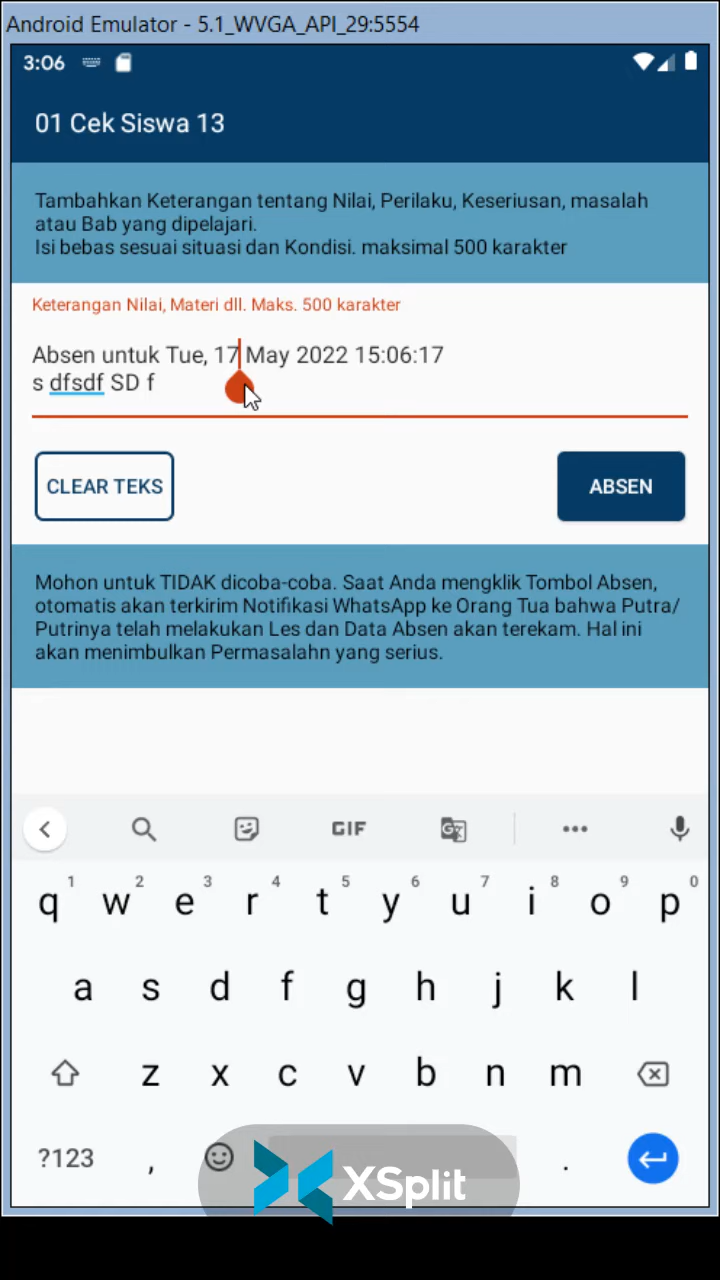 Android Emulator - 5.1_WVGA_API_29:5554
3:06
01 Cek Siswa 13
Tambahkan Keterangan tentang Nilai, Perilaku, Keseriusan, masalah
atau Bab yang dipelajari.
Isi bebas sesuai situasi dan Kondisi. maksimal 500 karakter
Keterangan Nilai, Materi dll. Maks. 500 karakter
Absen untuk Tue, 17 May 2022 15:06:17
s dfsdf SD f
CLEAR TEKS
ABSEN
Mohon untuk TIDAK dicoba-coba. Saat Anda mengklik Tombol Absen,
otomatis akan terkirim Notifikasi WhatsApp ke Orang Tua bahwa Putra/
Putrinya telah melakukan Les dan Data Absen akan terekam. Hal ini
akan menimbulkan Permasalahn yang serius.
GIF
q 1 w 2 e 3 r 4 t 5 y 6 u 7 i 8 o 9 p 0
a s d f g h j k l
z x c v b n m
?123 , .
XSplit